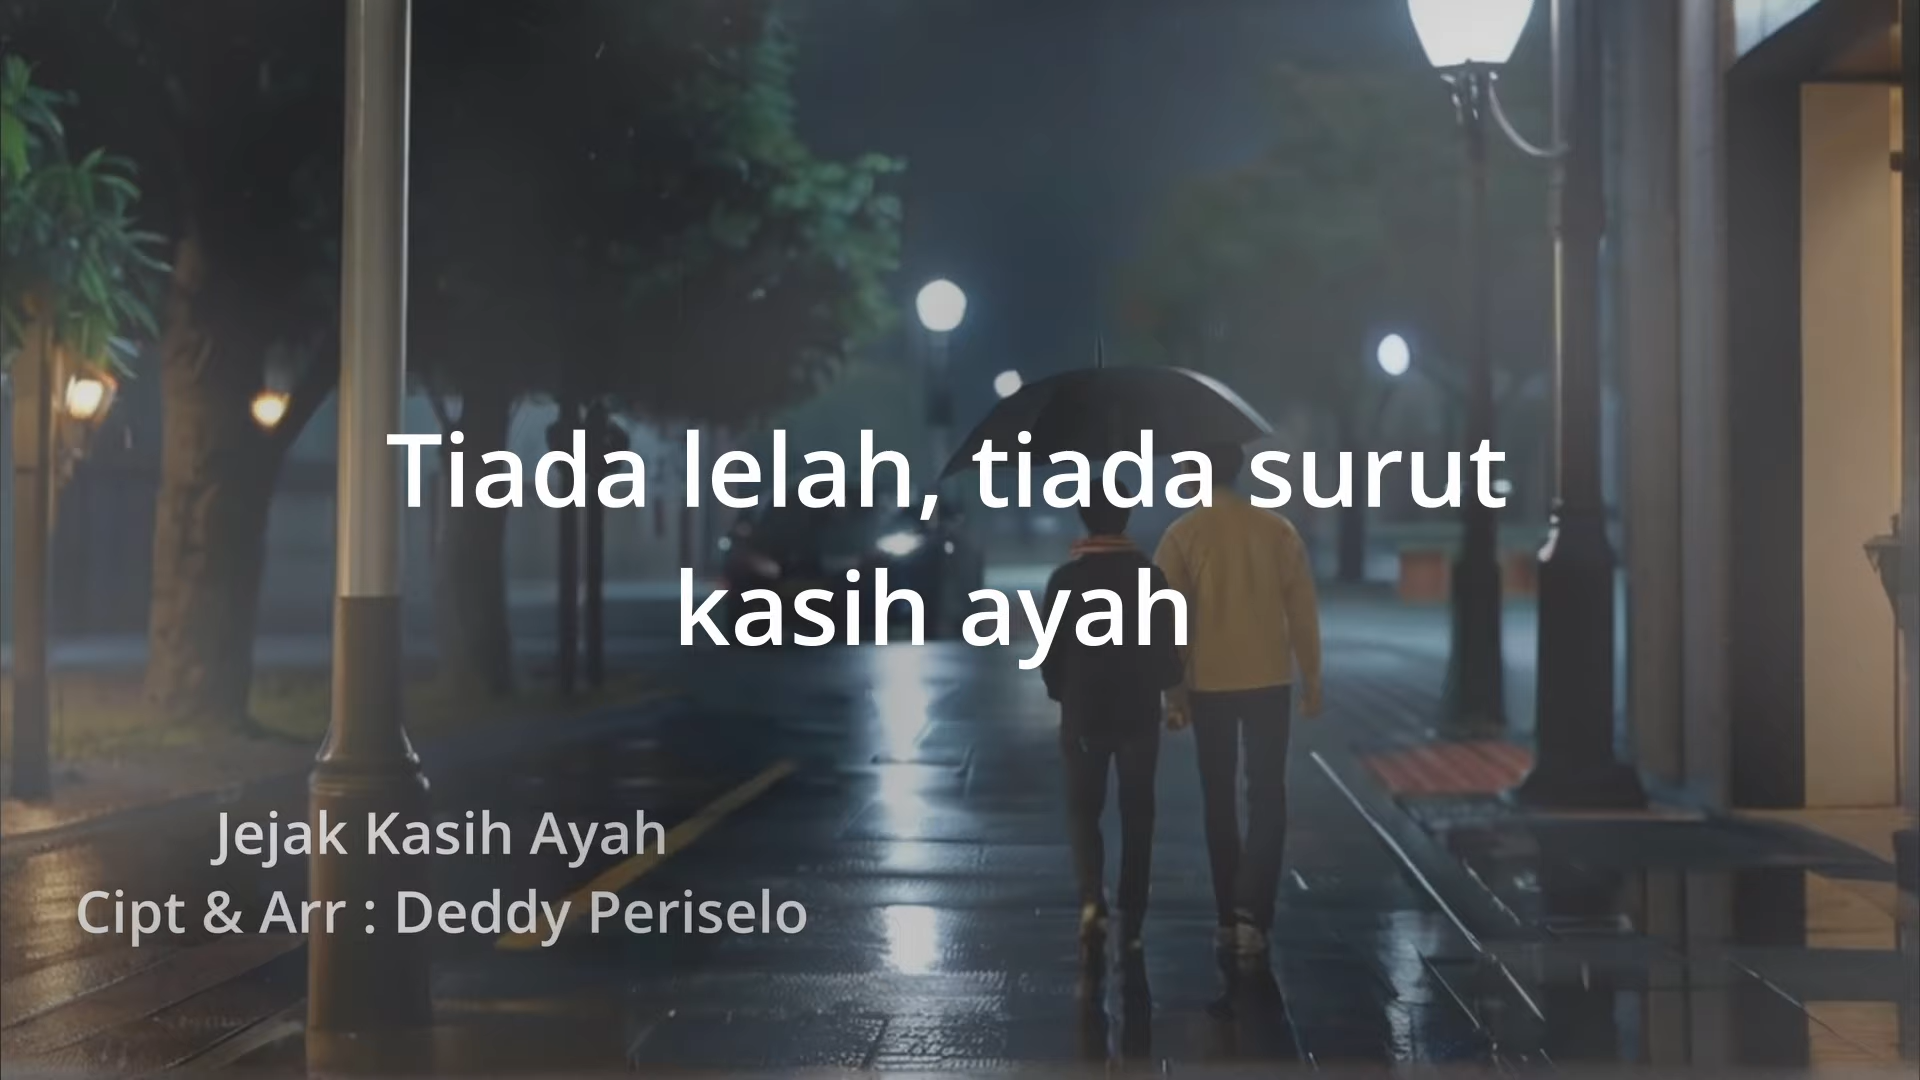 Tiada lelah, tiada surut
kasih ayah
Jejak Kasih Ayah
Cipt & Arr : Deddy Periselo